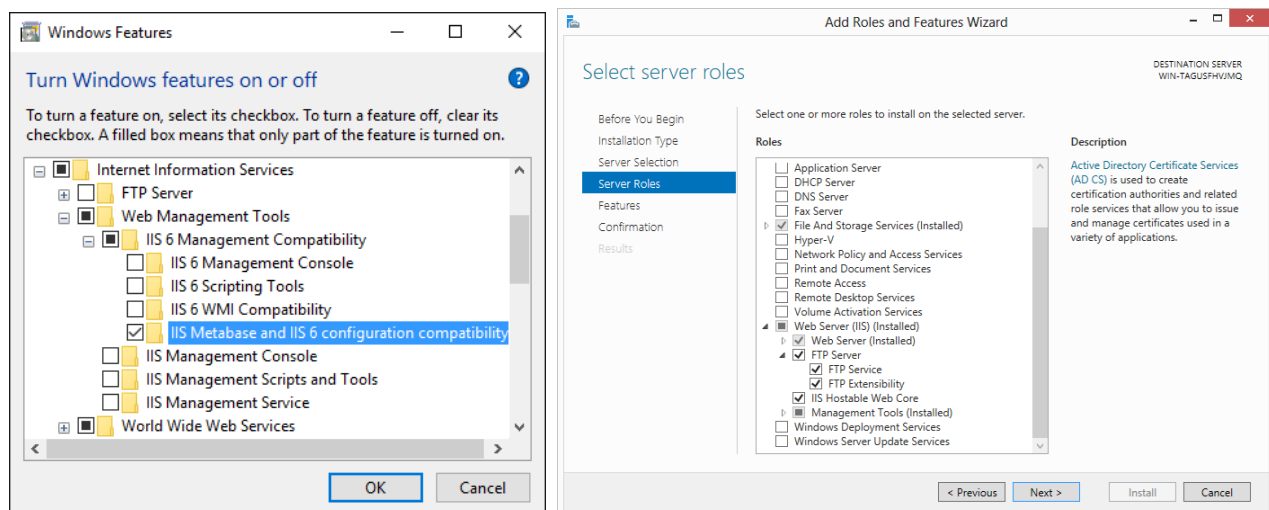 Windows Features
Turn Windows features on or off
To turn a feature on, select its checkbox. To turn a feature off, clear its
checkbox. A filled box means that only part of the feature is turned on.
Internet Information Services
FTP Server
Web Management Tools
IIS 6 Management Compatibility
IIS 6 Management Console
IIS 6 Scripting Tools
IIS 6 WMI Compatibility
IIS Metabase and IIS 6 configuration compatibility
IIS Management Console
IIS Management Scripts and Tools
IIS Management Service
World Wide Web Services
OK
Cancel
Add Roles and Features Wizard
Select server roles
DESTINATION SERVER
WIN-TAGUSFHVJMQ
Before You Begin
Installation Type
Server Selection
Server Roles
Features
Confirmation
Results
Select one or more roles to install on the selected server.
Roles
Application Server
DHCP Server
DNS Server
Fax Server
File And Storage Services (Installed)
Hyper-V
Network Policy and Access Services
Print and Document Services
Remote Access
Remote Desktop Services
Volume Activation Services
Web Server (IIS) (Installed)
Web Server (Installed)
FTP Server
FTP Service
FTP Extensibility
IIS Hostable Web Core
Management Tools (Installed)
Windows Deployment Services
Windows Server Update Services
Description
Active Directory Certificate Services
(AD CS) is used to create
certification authorities and related
role services that allow you to issue
and manage certificates used in a
variety of applications.
< Previous
Next >
Install
Cancel